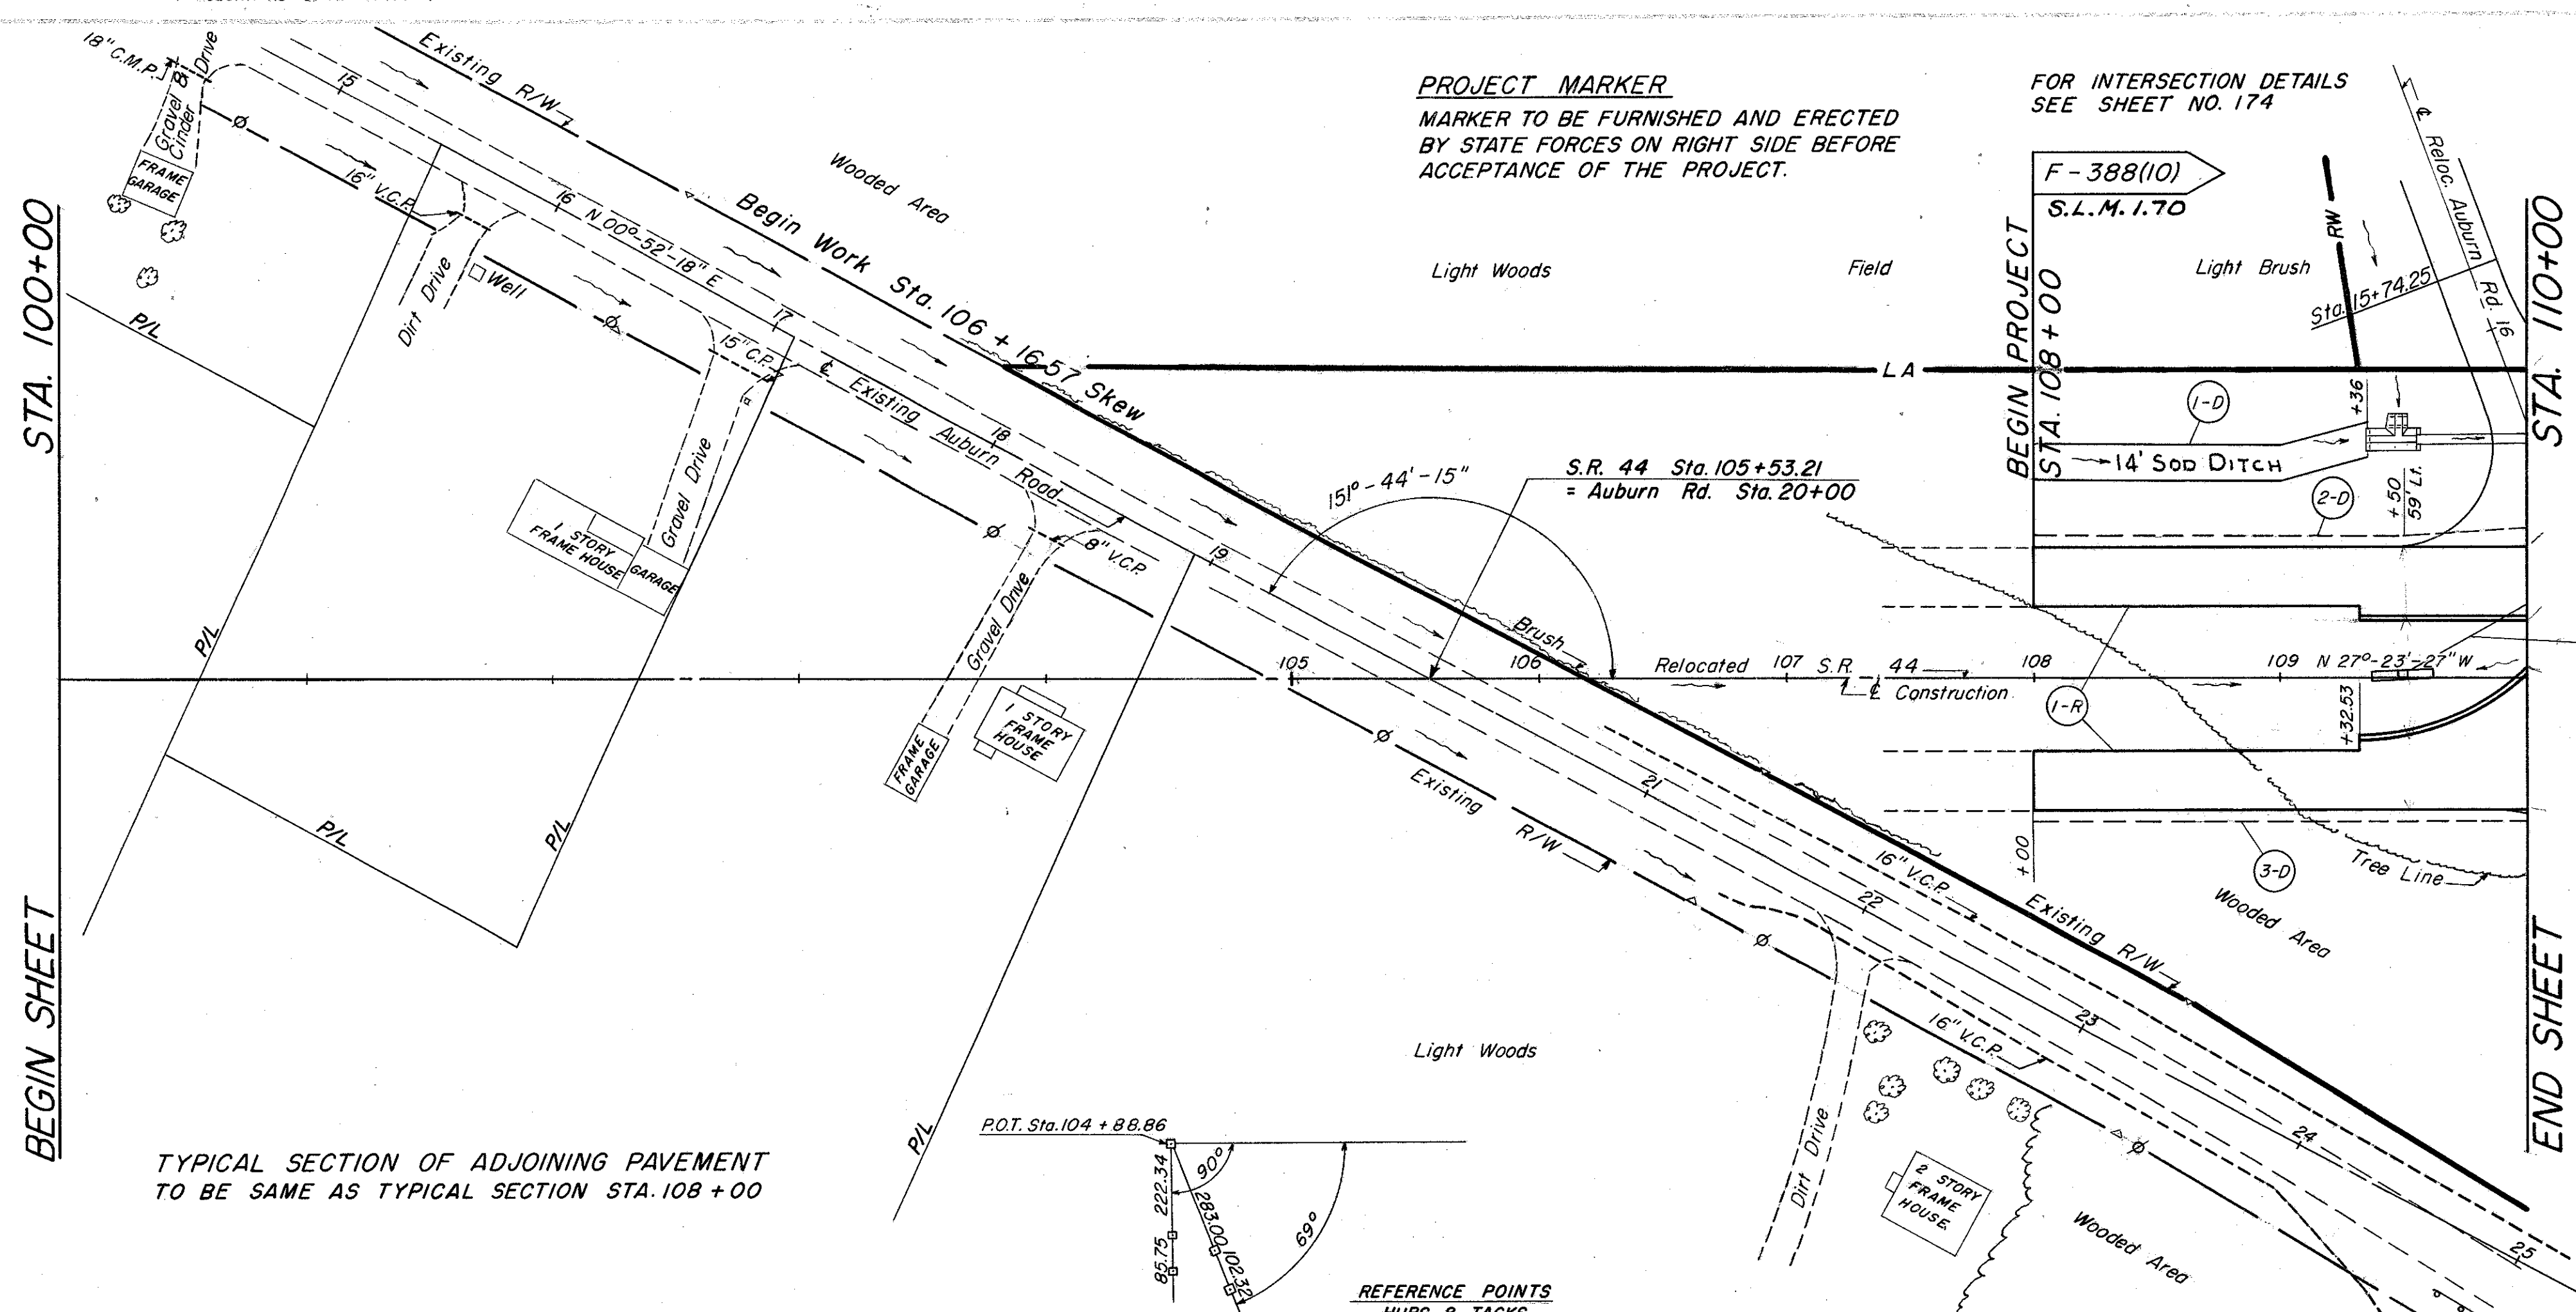 18" C.M.P.
Gravel & Drive
Cinder
FRAME
GARAGE
15
Existing R/W
Wooded Area
PROJECT MARKER
MARKER TO BE FURNISHED AND ERECTED
BY STATE FORCES ON RIGHT SIDE BEFORE
ACCEPTANCE OF THE PROJECT.
FOR INTERSECTION DETAILS
SEE SHEET NO. 174
F-388(10)
S.L.M. 1.70
℄ Reloc. Auburn Rd. 16
RW
Sta. 15+74.25
Light Brush
Field
Light Woods
STA. 100+00
BEGIN SHEET
BEGIN PROJECT
STA. 108+00
STA. 110+00
END SHEET
16" V.C.P.
16
N 00°-52'-18" E
Dirt Drive
Well
P/L
Begin Work Sta. 106 + 16.57 Skew
17
15" C.P.
℄ Existing Auburn Road
18
LA
1-D
+36
14' SOD DITCH
2-D
+50
59' Lt.
Gravel Drive
1 STORY
FRAME HOUSE
GARAGE
151°-44'-15"
S.R. 44 Sta. 105+53.21
= Auburn Rd. Sta. 20+00
8" V.C.P.
19
Gravel Drive
P/L
Brush
105
106
Relocated 107 S.R. 44
℄ Construction
108
109 N 27°-23'-27" W
1-R
+32.53
1 STORY
FRAME
HOUSE
FRAME
GARAGE
21
Existing R/W
P/L
P/L
16" V.C.P.
22
+00
3-D
Tree Line
Wooded Area
Existing R/W
23
16" V.C.P.
Light Woods
P/L
P.O.T. Sta. 104 + 88.86
90°
222.34
85.75
283.00
102.32
69°
TYPICAL SECTION OF ADJOINING PAVEMENT
TO BE SAME AS TYPICAL SECTION STA. 108 + 00
Dirt Drive
2 STORY
FRAME
HOUSE
24
Wooded Area
25
REFERENCE POINTS
HUBS & TACKS